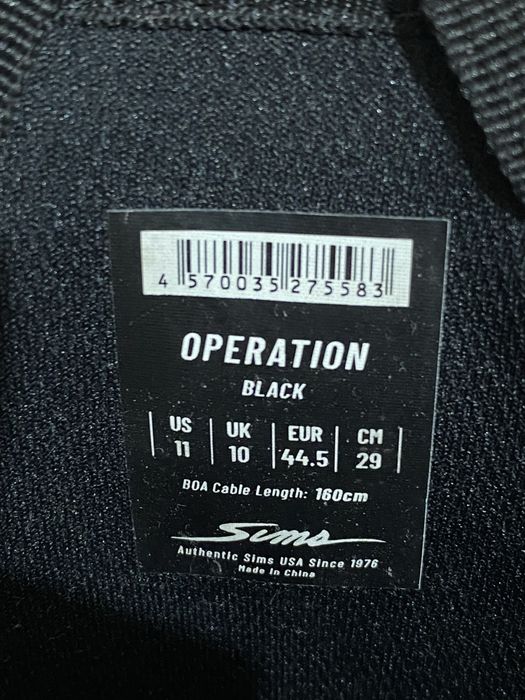 4 570035 275583
OPERATION
BLACK
US UK EUR CM
11 10 44.5 29
BOA Cable Length: 160cm
Sims
Authentic Sims USA Since 1976
Made In China